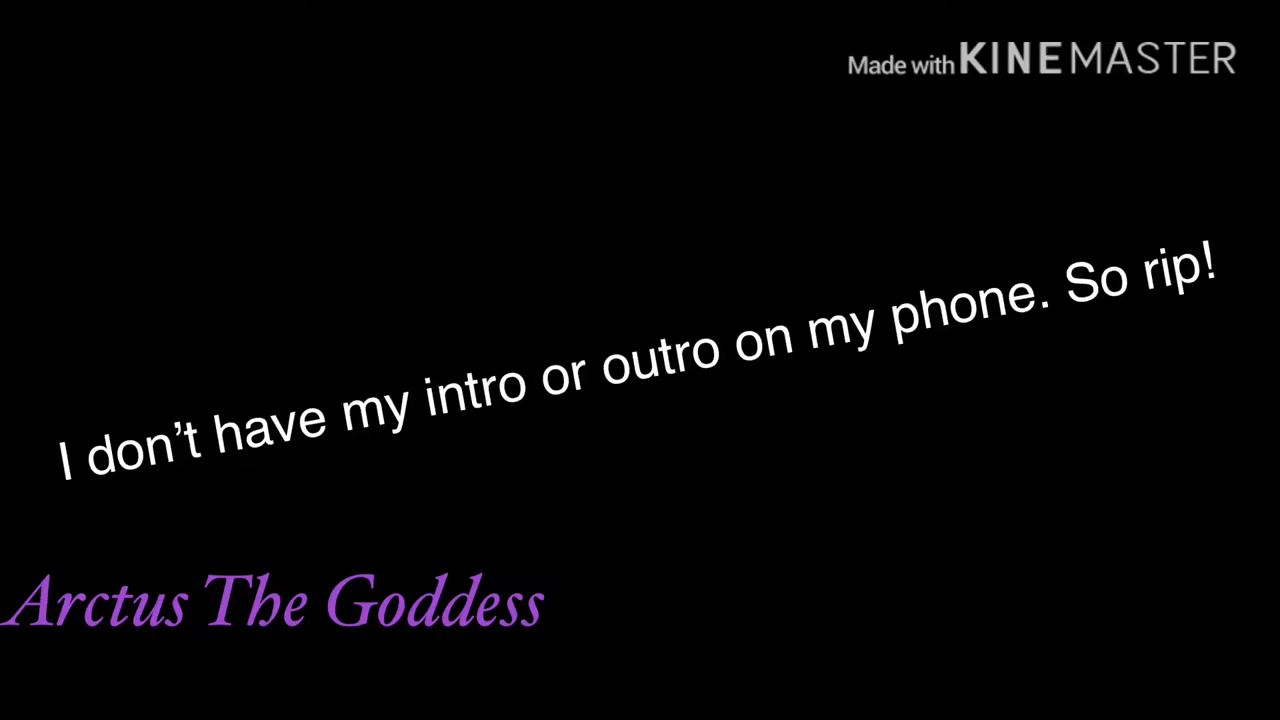 Made with KINEMASTER
I don’t have my intro or outro on my phone. So rip!
Arctus The Goddess